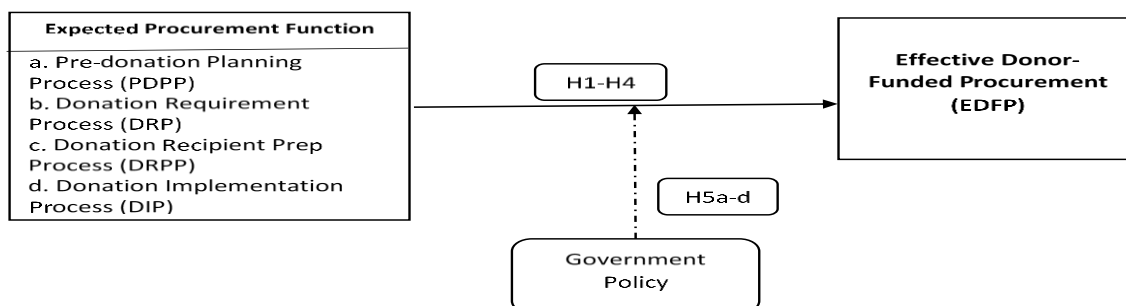 Expected Procurement Function
a. Pre-donation Planning
Process (PDPP)
b. Donation Requirement
Process (DRP)
c. Donation Recipient Prep
Process (DRPP)
d. Donation Implementation
Process (DIP)
H1-H4
Effective Donor-
Funded Procurement
(EDFP)
H5a-d
Government
Policy